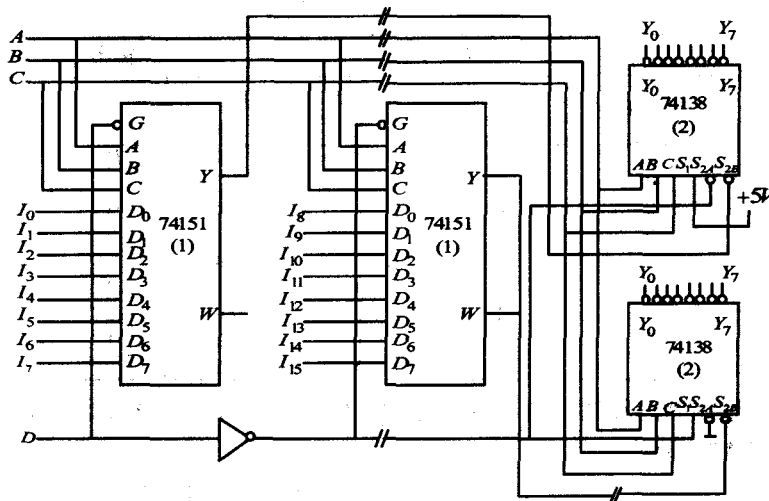 A
B
C
G
A
B
C
Y
I₀ D₀
I₁ D₁
I₂ D₂
I₃ D₃
I₄ D₄
I₅ D₅
I₆ D₆
I₇ D₇
74151
(1)
W
G
A
B
C
Y
I₈ D₀
I₉ D₁
I₁₀ D₂
I₁₁ D₃
I₁₂ D₄
I₁₃ D₅
I₁₄ D₆
I₁₅ D₇
74151
(1)
W
D
Y₀ Y₇
Y₀ Y₇
74138
(2)
A B C S₁ S₂A S₂B
+5V
Y₀ Y₇
Y₀ Y₇
74138
(2)
A B C S₁ S₂A S₂B